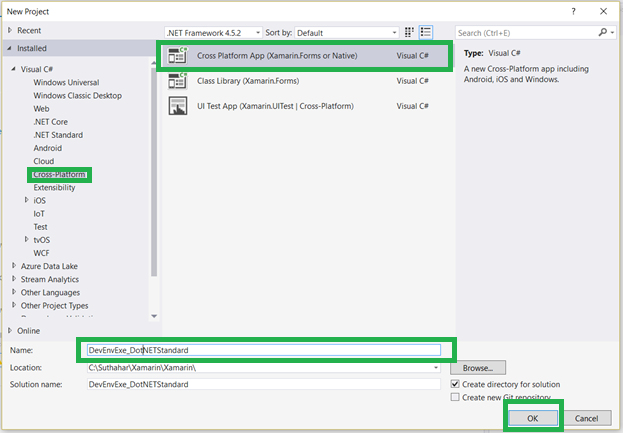 New Project
? ×
Recent
Installed
Visual C#
Windows Universal
Windows Classic Desktop
Web
.NET Core
.NET Standard
Android
Cloud
Cross-Platform
Extensibility
iOS
IoT
Test
tvOS
WCF
Azure Data Lake
Stream Analytics
Other Languages
Other Project Types
Online
.NET Framework 4.5.2 Sort by: Default
Cross Platform App (Xamarin.Forms or Native) Visual C#
Class Library (Xamarin.Forms) Visual C#
UI Test App (Xamarin.UITest | Cross-Platform) Visual C#
Search (Ctrl+E)
Type: Visual C#
A new Cross-Platform app including
Android, iOS and Windows.
Name: DevEnvExe_DotNETStandard
Location: C:\Suthahar\Xamarin\Xamarin\
Browse...
Solution name: DevEnvExe_DotNETStandard
Create directory for solution
Create new Git repository
OK Cancel